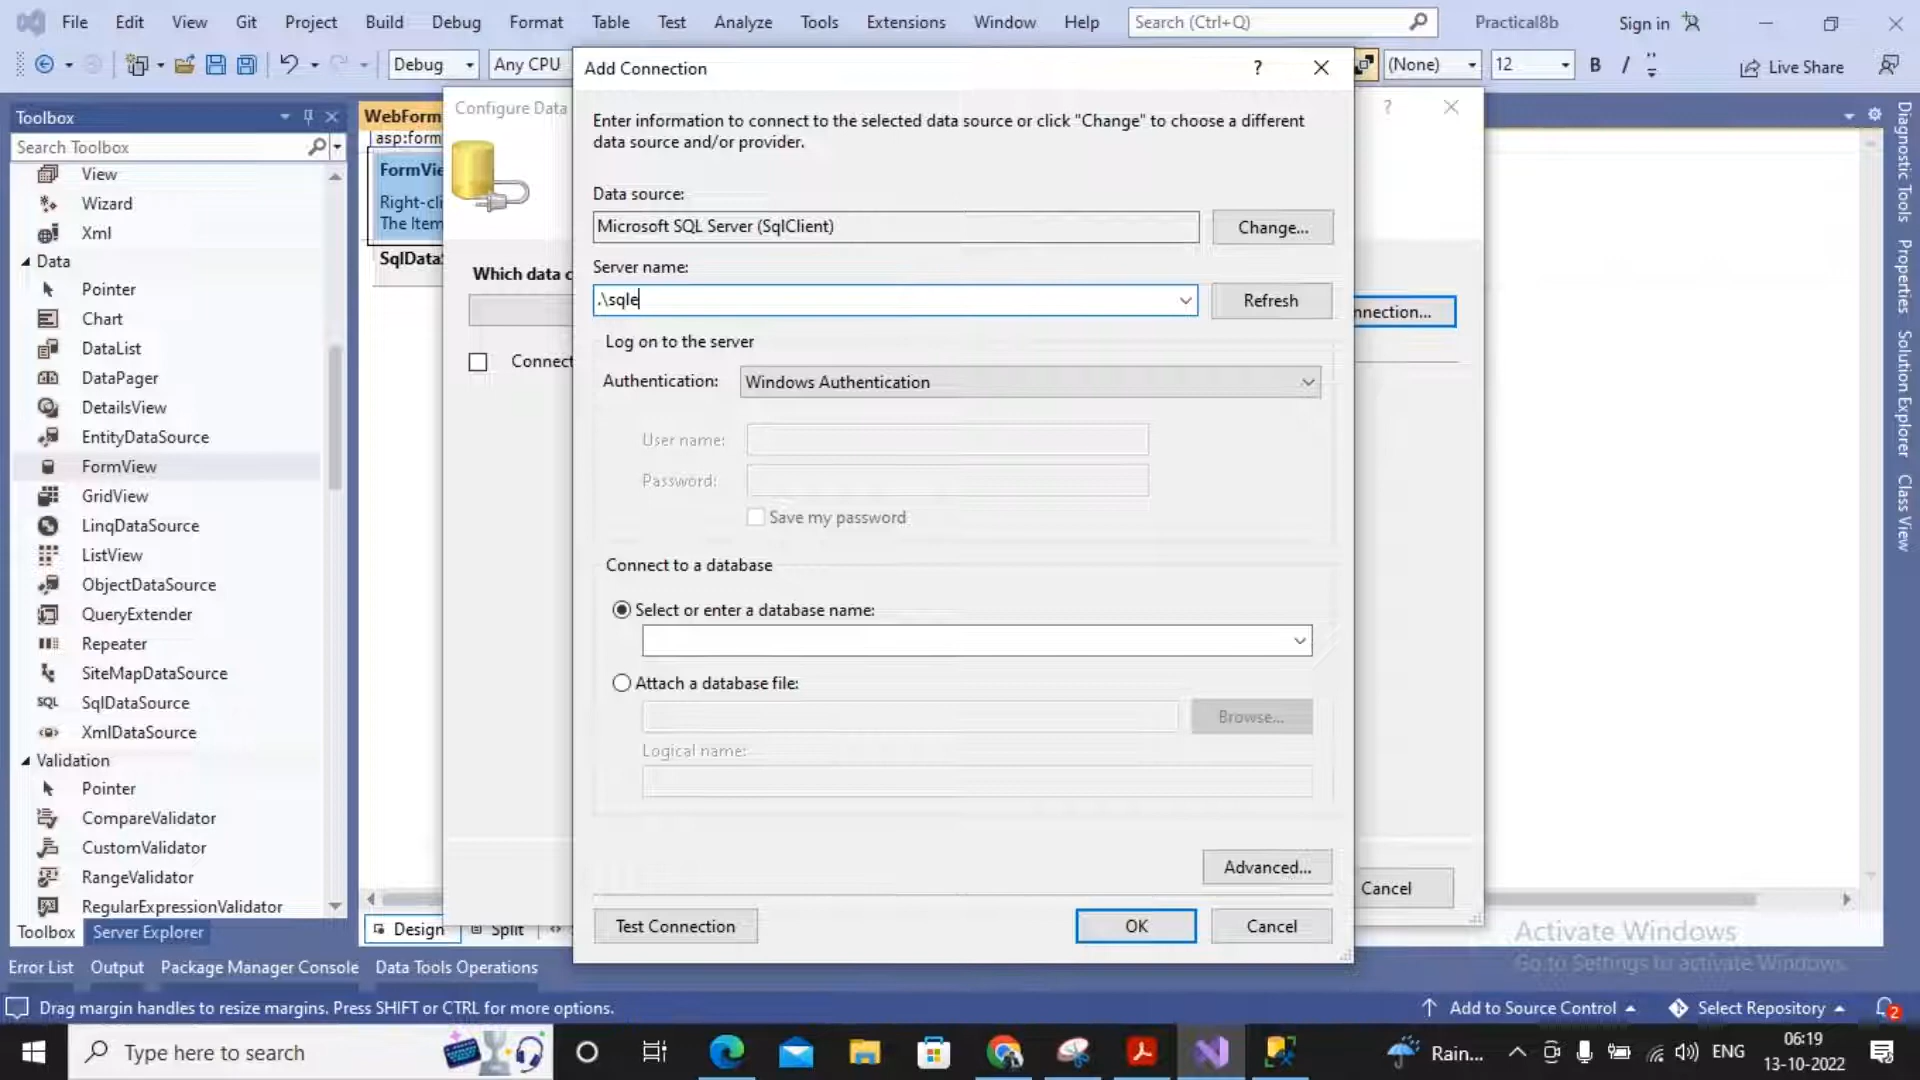 File Edit View Git Project Build Debug Format Table Test Analyze Tools Extensions Window Help Search (Ctrl+Q) Practical8b Sign in
Debug Any CPU (None) 12 B I Live Share
Toolbox
Search Toolbox
View
Wizard
Xml
Data
Pointer
Chart
DataList
DataPager
DetailsView
EntityDataSource
FormView
GridView
LinqDataSource
ListView
ObjectDataSource
QueryExtender
Repeater
SiteMapDataSource
SQL SqlDataSource
XmlDataSource
Validation
Pointer
CompareValidator
CustomValidator
RangeValidator
RegularExpressionValidator
Toolbox Server Explorer
WebForm
asp:form
FormVie
Right-cli
The Item
SqlData
Design Split
Configure Data
?
Which data c
nnection...
Connect
Cancel
Add Connection ?
Enter information to connect to the selected data source or click "Change" to choose a different
data source and/or provider.
Data source:
Microsoft SQL Server (SqlClient) Change...
Server name:
.\sqle Refresh
Log on to the server
Authentication: Windows Authentication
User name:
Password:
Save my password
Connect to a database
Select or enter a database name:
Attach a database file:
Browse...
Logical name:
Advanced...
Test Connection OK Cancel
Diagnostic Tools
Properties
Solution Explorer
Class View
Activate Windows
Go to Settings to activate Windows.
Error List Output Package Manager Console Data Tools Operations
Drag margin handles to resize margins. Press SHIFT or CTRL for more options. Add to Source Control Select Repository 2
Type here to search Rain... ENG 06:19
13-10-2022